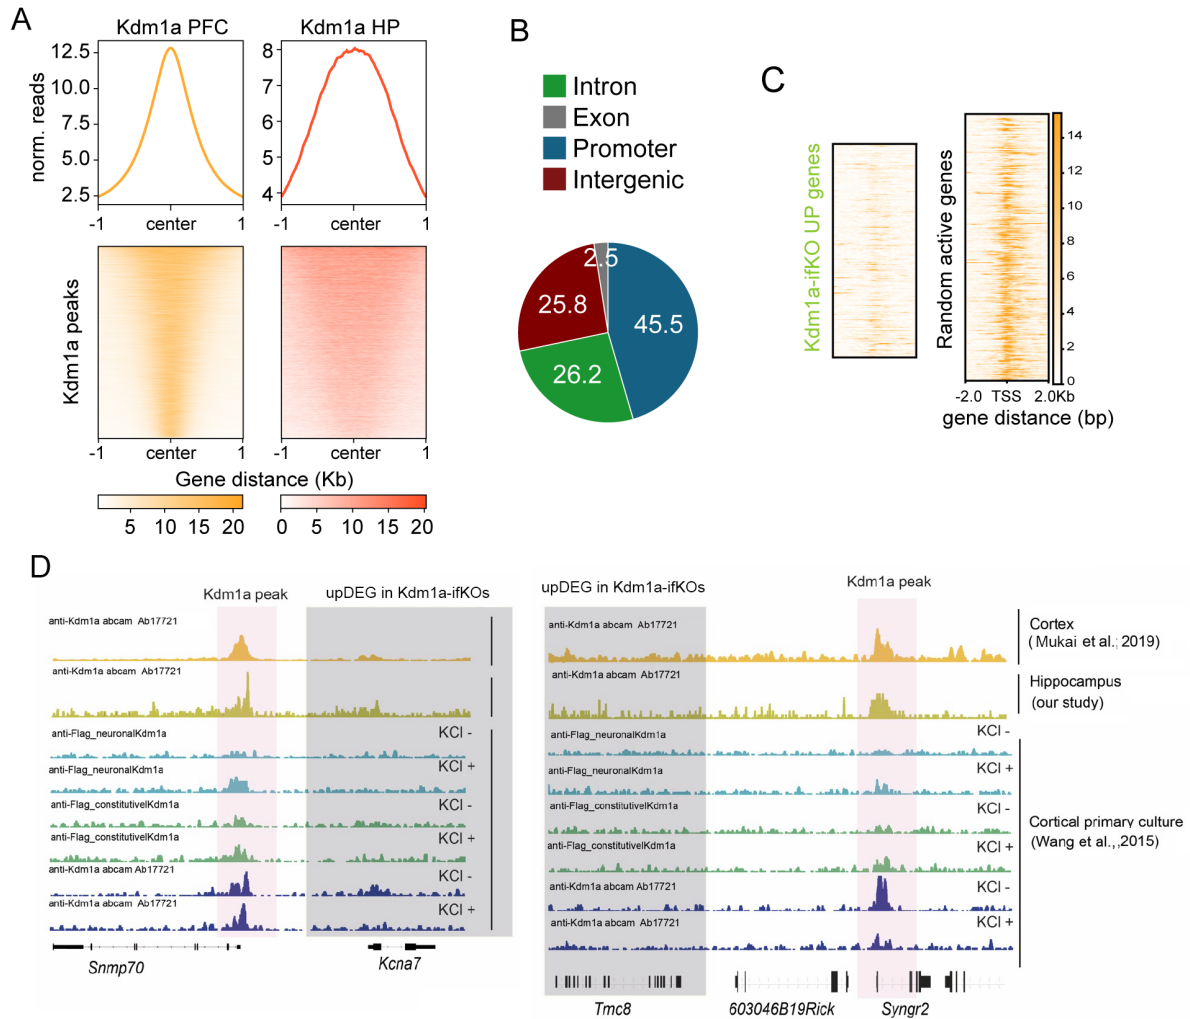 A
Kdm1a PFC
Kdm1a HP
norm. reads
12.5
10.0
7.5
5.0
2.5
8
7
6
5
4
-1 center 1
-1 center 1
Kdm1a peaks
-1 center 1
-1 center 1
Gene distance (Kb)
5 10 15 20
0 5 10 15 20
B
Intron
Exon
Promoter
Intergenic
2.5
25.8
45.5
26.2
C
Kdm1a-ifKO UP genes
Random active genes
14
12
10
8
6
4
2
0
-2.0 TSS 2.0Kb
gene distance (bp)
D
Kdm1a peak
upDEG in Kdm1a-ifKOs
anti-Kdm1a abcam Ab17721
anti-Kdm1a abcam Ab17721
anti-Flag_neuronalKdm1a
KCl -
anti-Flag_neuronalKdm1a
KCl +
anti-Flag_constitutivelKdm1a
KCl -
anti-Flag_constitutivelKdm1a
KCl +
anti-Kdm1a abcam Ab17721
KCl -
anti-Kdm1a abcam Ab17721
KCl +
Snmp70
Kcna7
upDEG in Kdm1a-ifKOs
Kdm1a peak
anti-Kdm1a abcam Ab17721
anti-Kdm1a abcam Ab17721
anti-Flag_neuronalKdm1a
KCl -
anti-Flag_neuronalKdm1a
KCl +
anti-Flag_constitutivelKdm1a
KCl -
anti-Flag_constitutivelKdm1a
KCl +
anti-Kdm1a abcam Ab17721
KCl -
anti-Kdm1a abcam Ab17721
KCl +
Tmc8
603046B19Rick
Syngr2
Cortex
( Mukai et al.; 2019)
Hippocampus
(our study)
Cortical primary culture
(Wang et al.,,2015)